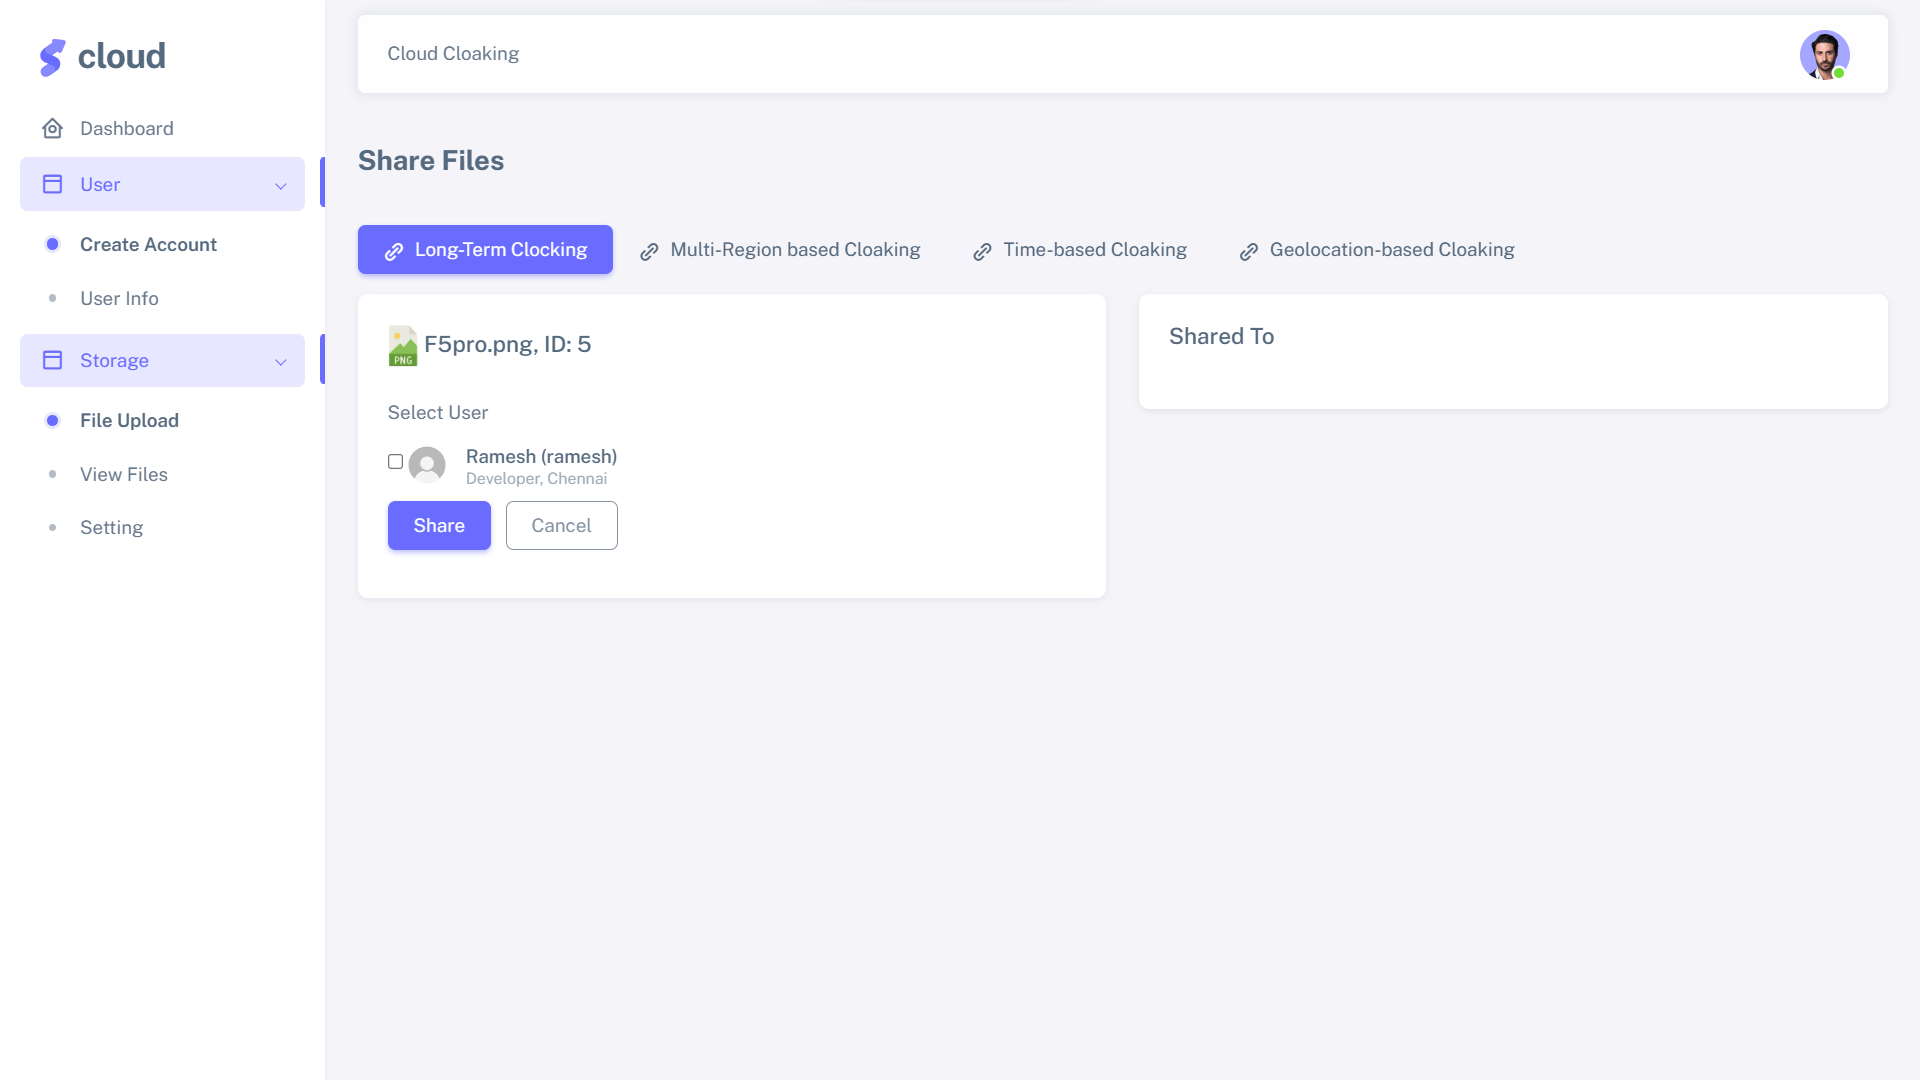 cloud
Dashboard
User
Create Account
User Info
Storage
File Upload
View Files
Setting
Cloud Cloaking
Share Files
Long-Term Clocking
Multi-Region based Cloaking
Time-based Cloaking
Geolocation-based Cloaking
PNG
F5pro.png, ID: 5
Select User
Ramesh (ramesh)
Developer, Chennai
Share
Cancel
Shared To